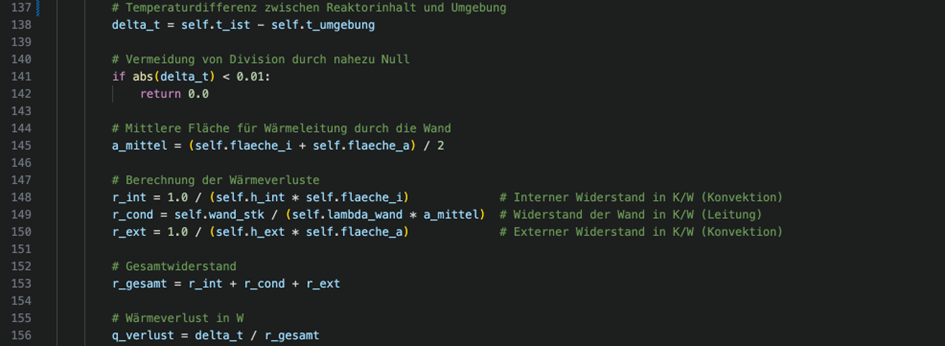 137 # Temperaturdifferenz zwischen Reaktorinhalt und Umgebung
138 delta_t = self.t_ist - self.t_umgebung
139
140 # Vermeidung von Division durch nahezu Null
141 if abs(delta_t) < 0.01:
142 return 0.0
143
144 # Mittlere Fläche für Wärmeleitung durch die Wand
145 a_mittel = (self.flaeche_i + self.flaeche_a) / 2
146
147 # Berechnung der Wärmeverluste
148 r_int = 1.0 / (self.h_int * self.flaeche_i) # Interner Widerstand in K/W (Konvektion)
149 r_cond = self.wand_stk / (self.lambda_wand * a_mittel) # Widerstand der Wand in K/W (Leitung)
150 r_ext = 1.0 / (self.h_ext * self.flaeche_a) # Externer Widerstand in K/W (Konvektion)
151
152 # Gesamtwiderstand
153 r_gesamt = r_int + r_cond + r_ext
154
155 # Wärmeverlust in W
156 q_verlust = delta_t / r_gesamt